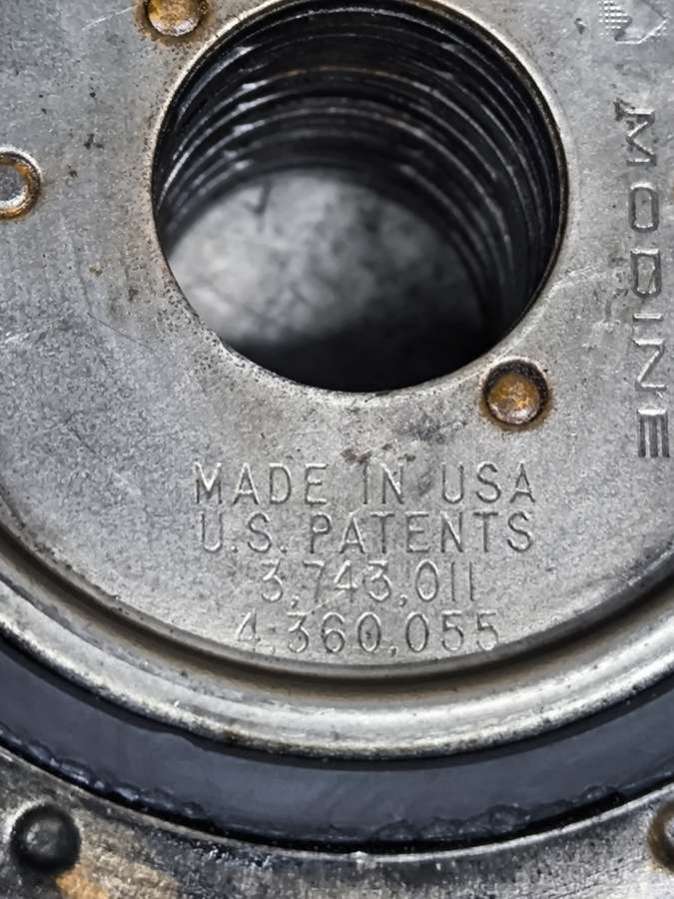 MODINE
MADE IN USA
U.S. PATENTS
3,743,011
4,360,055